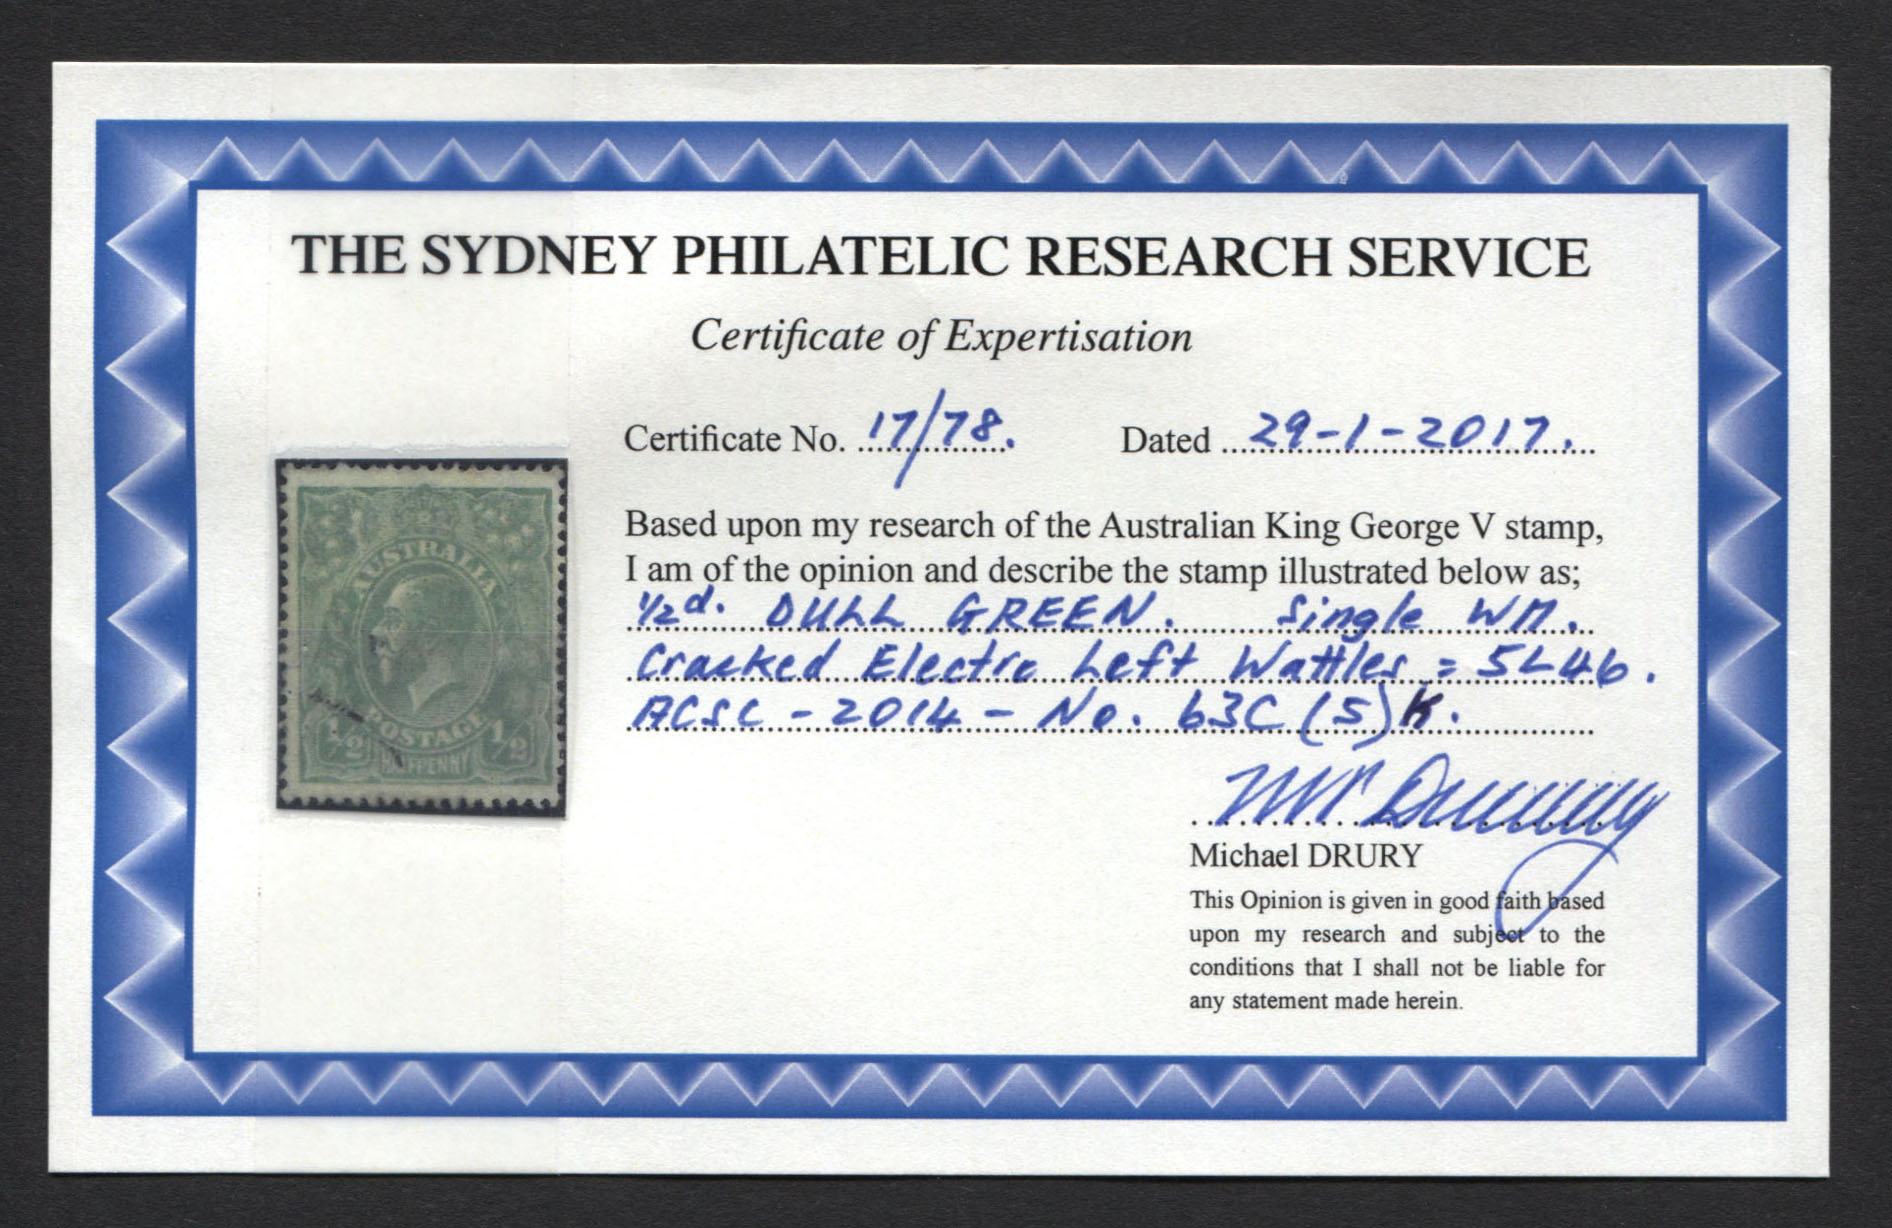 THE SYDNEY PHILATELIC RESEARCH SERVICE
Certificate of Expertisation
Certificate No. 17/78. Dated 29-1-2017.
Based upon my research of the Australian King George V stamp,
I am of the opinion and describe the stamp illustrated below as;
½d. DULL GREEN. Single WM.
Cracked Electro Left Wattles = 5L46.
ACSC - 2014 - No. 63C (5)K.
Michael DRURY
This Opinion is given in good faith based
upon my research and subject to the
conditions that I shall not be liable for
any statement made herein.
AUSTRALIA
POSTAGE
½ HALFPENNY ½